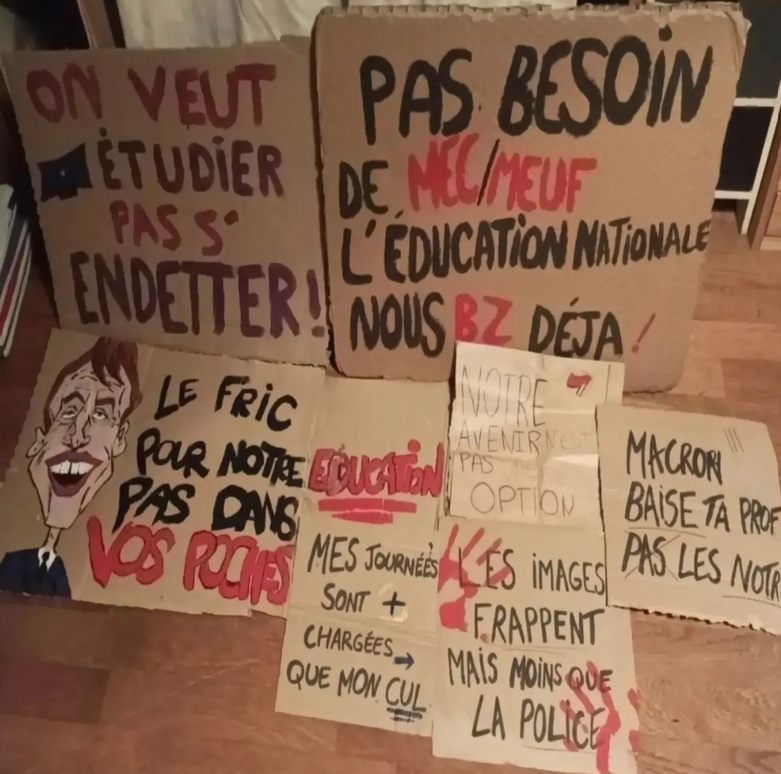 ON VEUT
ÉTUDIER
PAS S'
ENDETTER!
PAS BESOIN
DE MEC/MEUF
L'ÉDUCATION NATIONALE
NOUS BZ DÉJA !
LE FRIC
POUR NOTRE
EDUCATION
PAS DANS
VOS POCHES
MES JOURNÉES
SONT +
CHARGÉES
QUE MON CUL
NOTRE
AVENIR N'EST
PAS
OPTION
LES IMAGES
FRAPPENT
MAIS MOINS QUE
LA POLICE
MACRON
BAISE TA PROF
PAS LES NOTR